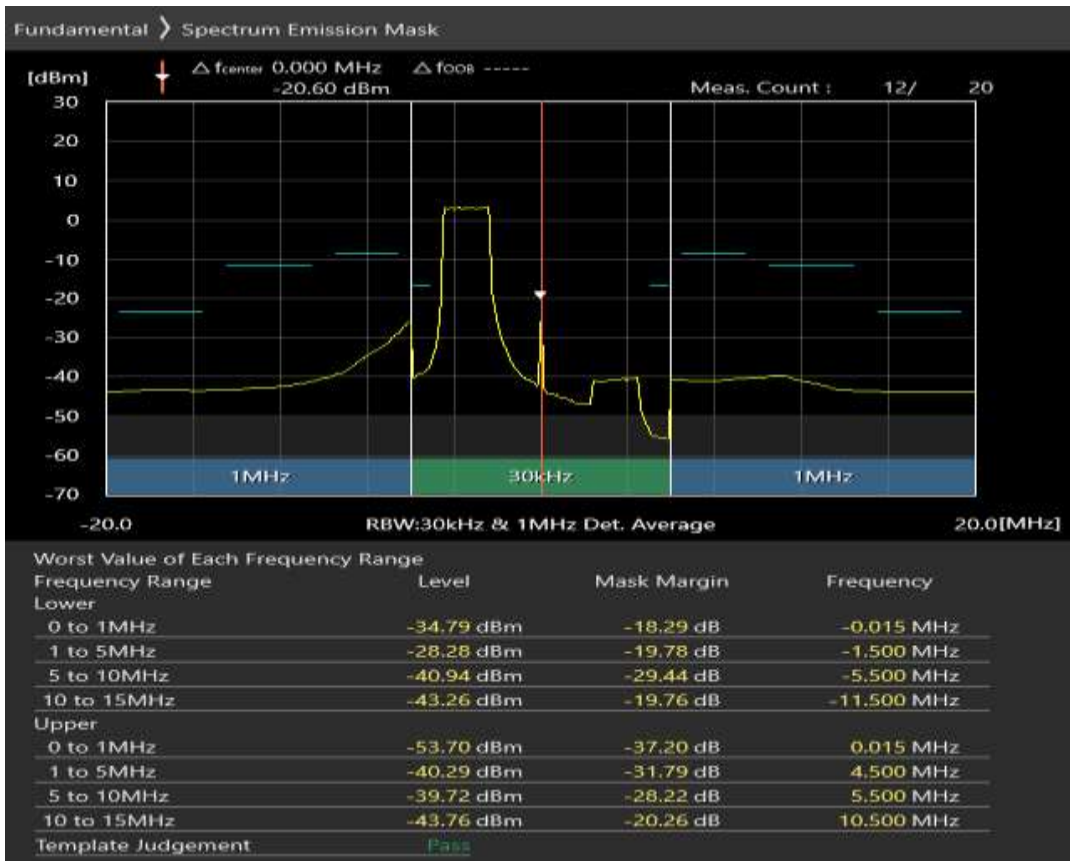 Fundamental 〉 Spectrum Emission Mask
[dBm] △ fcenter 0.000 MHz △ fOOB -----
-20.60 dBm Meas. Count : 12/ 20
30
20
10
0
-10
-20
-30
-40
-50
-60
-70
1MHz 30kHz 1MHz
-20.0 RBW:30kHz & 1MHz Det. Average 20.0[MHz]
Worst Value of Each Frequency Range
Frequency Range Level Mask Margin Frequency
Lower
0 to 1MHz -34.79 dBm -18.29 dB -0.015 MHz
1 to 5MHz -28.28 dBm -19.78 dB -1.500 MHz
5 to 10MHz -40.94 dBm -29.44 dB -5.500 MHz
10 to 15MHz -43.26 dBm -19.76 dB -11.500 MHz
Upper
0 to 1MHz -53.70 dBm -37.20 dB 0.015 MHz
1 to 5MHz -40.29 dBm -31.79 dB 4.500 MHz
5 to 10MHz -39.72 dBm -28.22 dB 5.500 MHz
10 to 15MHz -43.76 dBm -20.26 dB 10.500 MHz
Template Judgement Pass